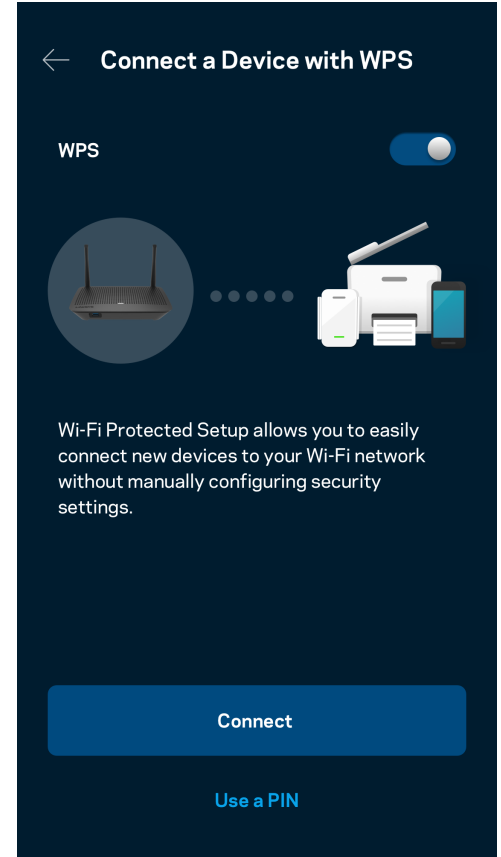 Connect a Device with WPS
WPS
Wi-Fi Protected Setup allows you to easily
connect new devices to your Wi-Fi network
without manually configuring security
settings.
Connect
Use a PIN